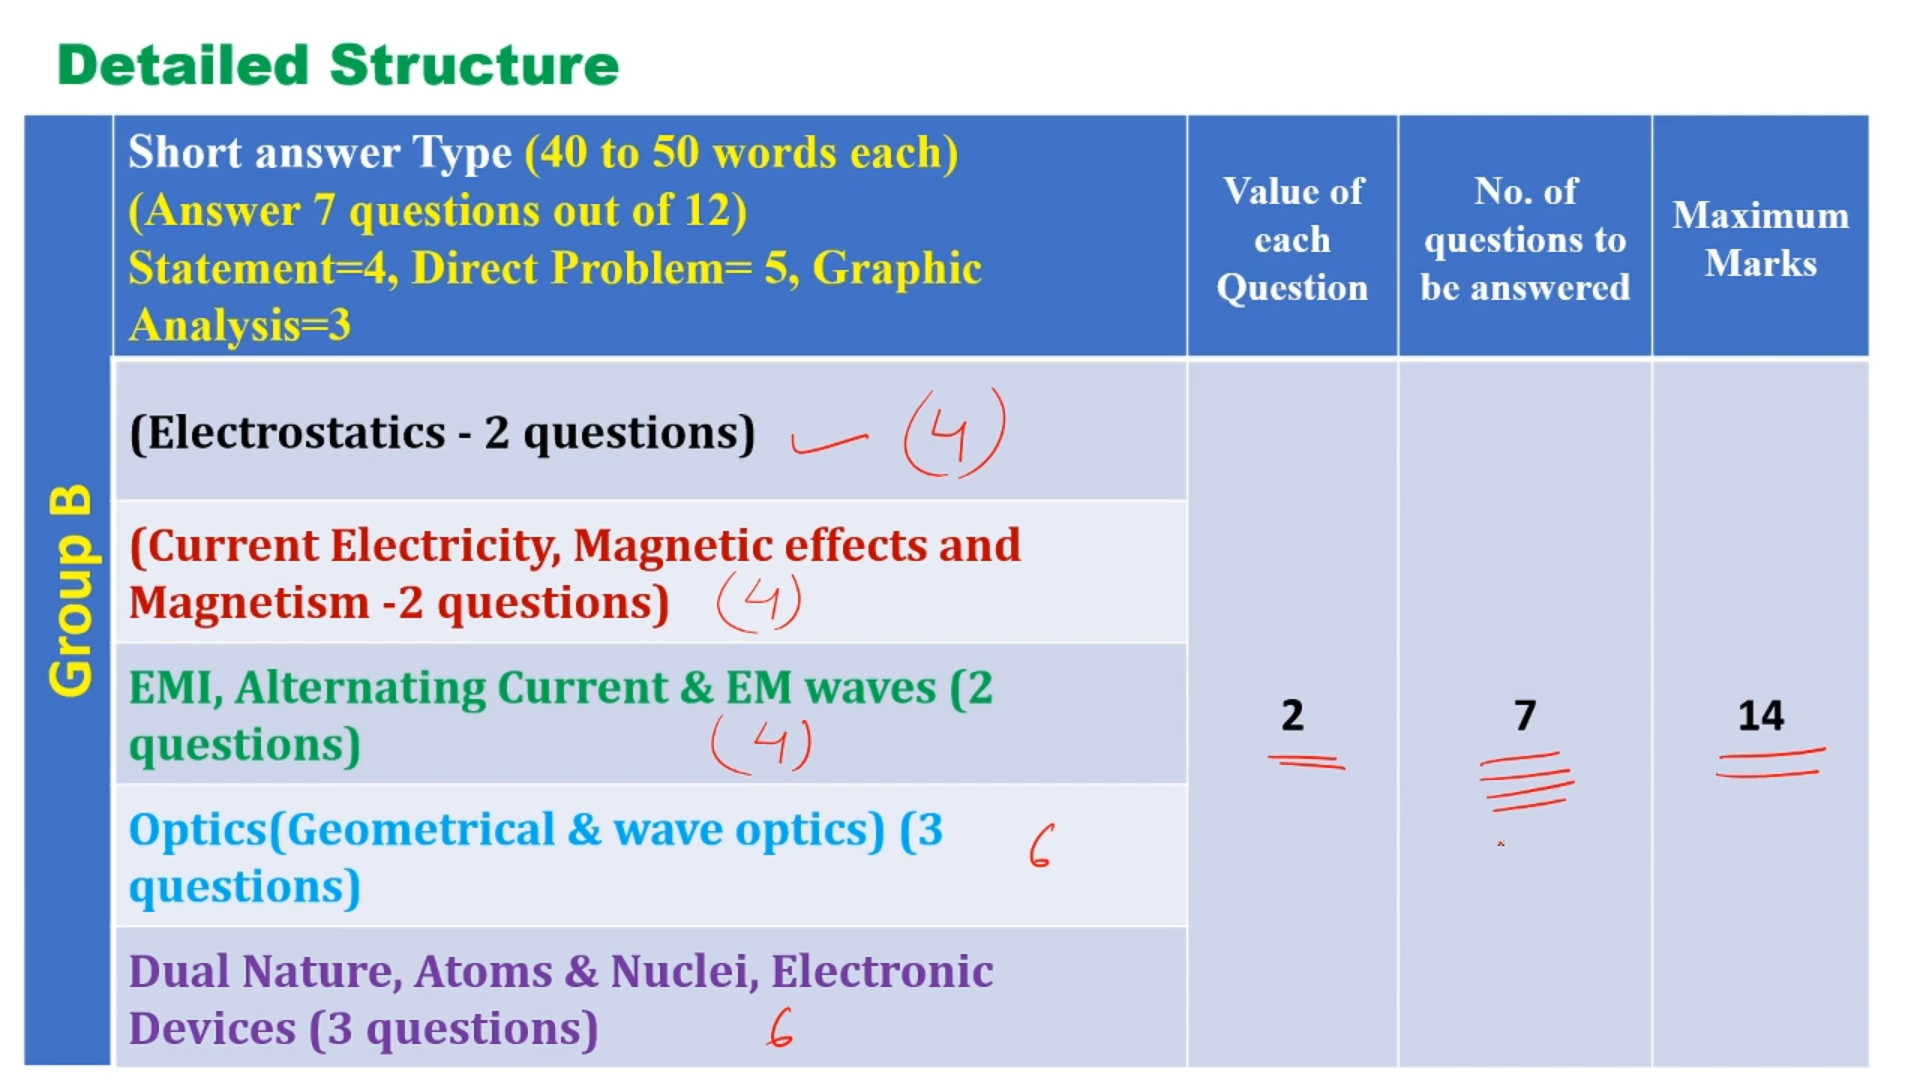 Detailed Structure
Group B
Short answer Type (40 to 50 words each)
(Answer 7 questions out of 12)
Statement=4, Direct Problem= 5, Graphic
Analysis=3
Value of
each
Question
No. of
questions to
be answered
Maximum
Marks
(Electrostatics - 2 questions) (4)
(Current Electricity, Magnetic effects and
Magnetism -2 questions) (4)
EMI, Alternating Current & EM waves (2
questions) (4)
Optics(Geometrical & wave optics) (3
questions) 6
Dual Nature, Atoms & Nuclei, Electronic
Devices (3 questions) 6
2
7
14